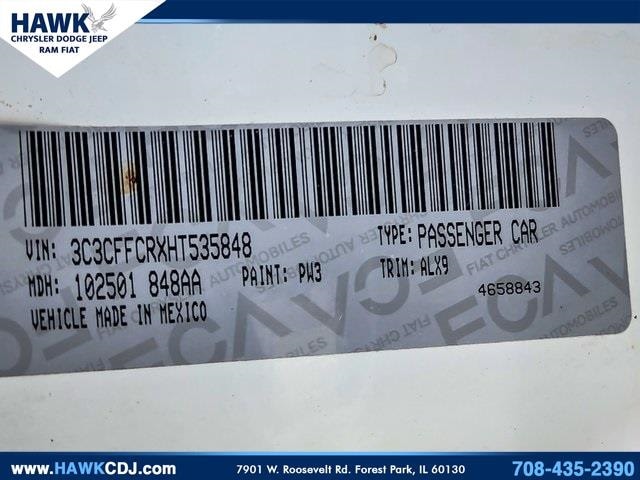 HAWK
CHRYSLER DODGE JEEP
RAM FIAT
VIN: 3C3CFFCRXHT535848 TYPE: PASSENGER CAR
MDH: 102501 848AA PAINT: PW3 TRIM: ALX9
VEHICLE MADE IN MEXICO 4658843
www.HAWKCDJ.com 7901 W. Roosevelt Rd. Forest Park, IL 60130 708-435-2390